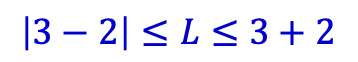 |3 − 2| ≤ L ≤ 3 + 2